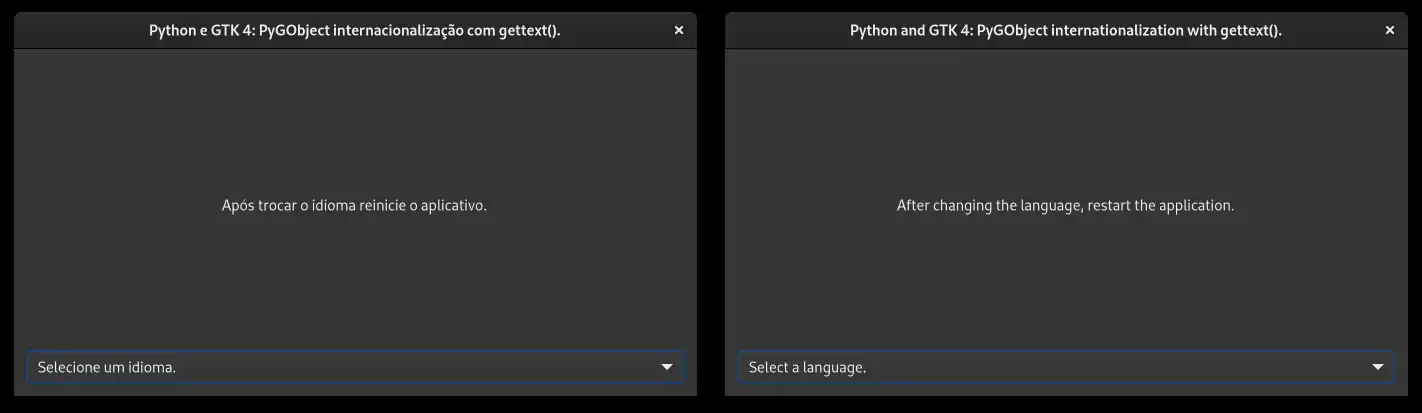 Python e GTK 4: PyGObject internacionalização com gettext().
Após trocar o idioma reinicie o aplicativo.
Selecione um idioma.
Python and GTK 4: PyGObject internationalization with gettext().
After changing the language, restart the application.
Select a language.